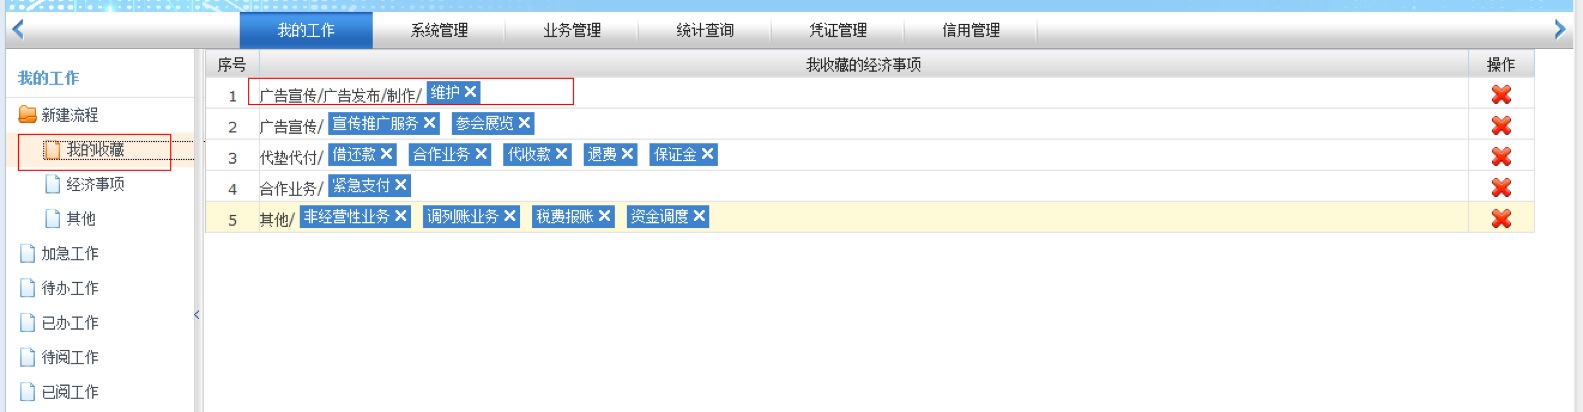 我的工作 系统管理 业务管理 统计查询 凭证管理 信用管理
我的工作
新建流程
我的收藏
经济事项
其他
加急工作
待办工作
已办工作
待阅工作
已阅工作
序号 我收藏的经济事项 操作
1 广告宣传/广告发布/制作/ 维护
2 广告宣传/ 宣传推广服务 参会展览
3 代垫代付/ 借还款 合作业务 代收款 退费 保证金
4 合作业务/ 紧急支付
5 其他/ 非经营性业务 调列账业务 税费报账 资金调度